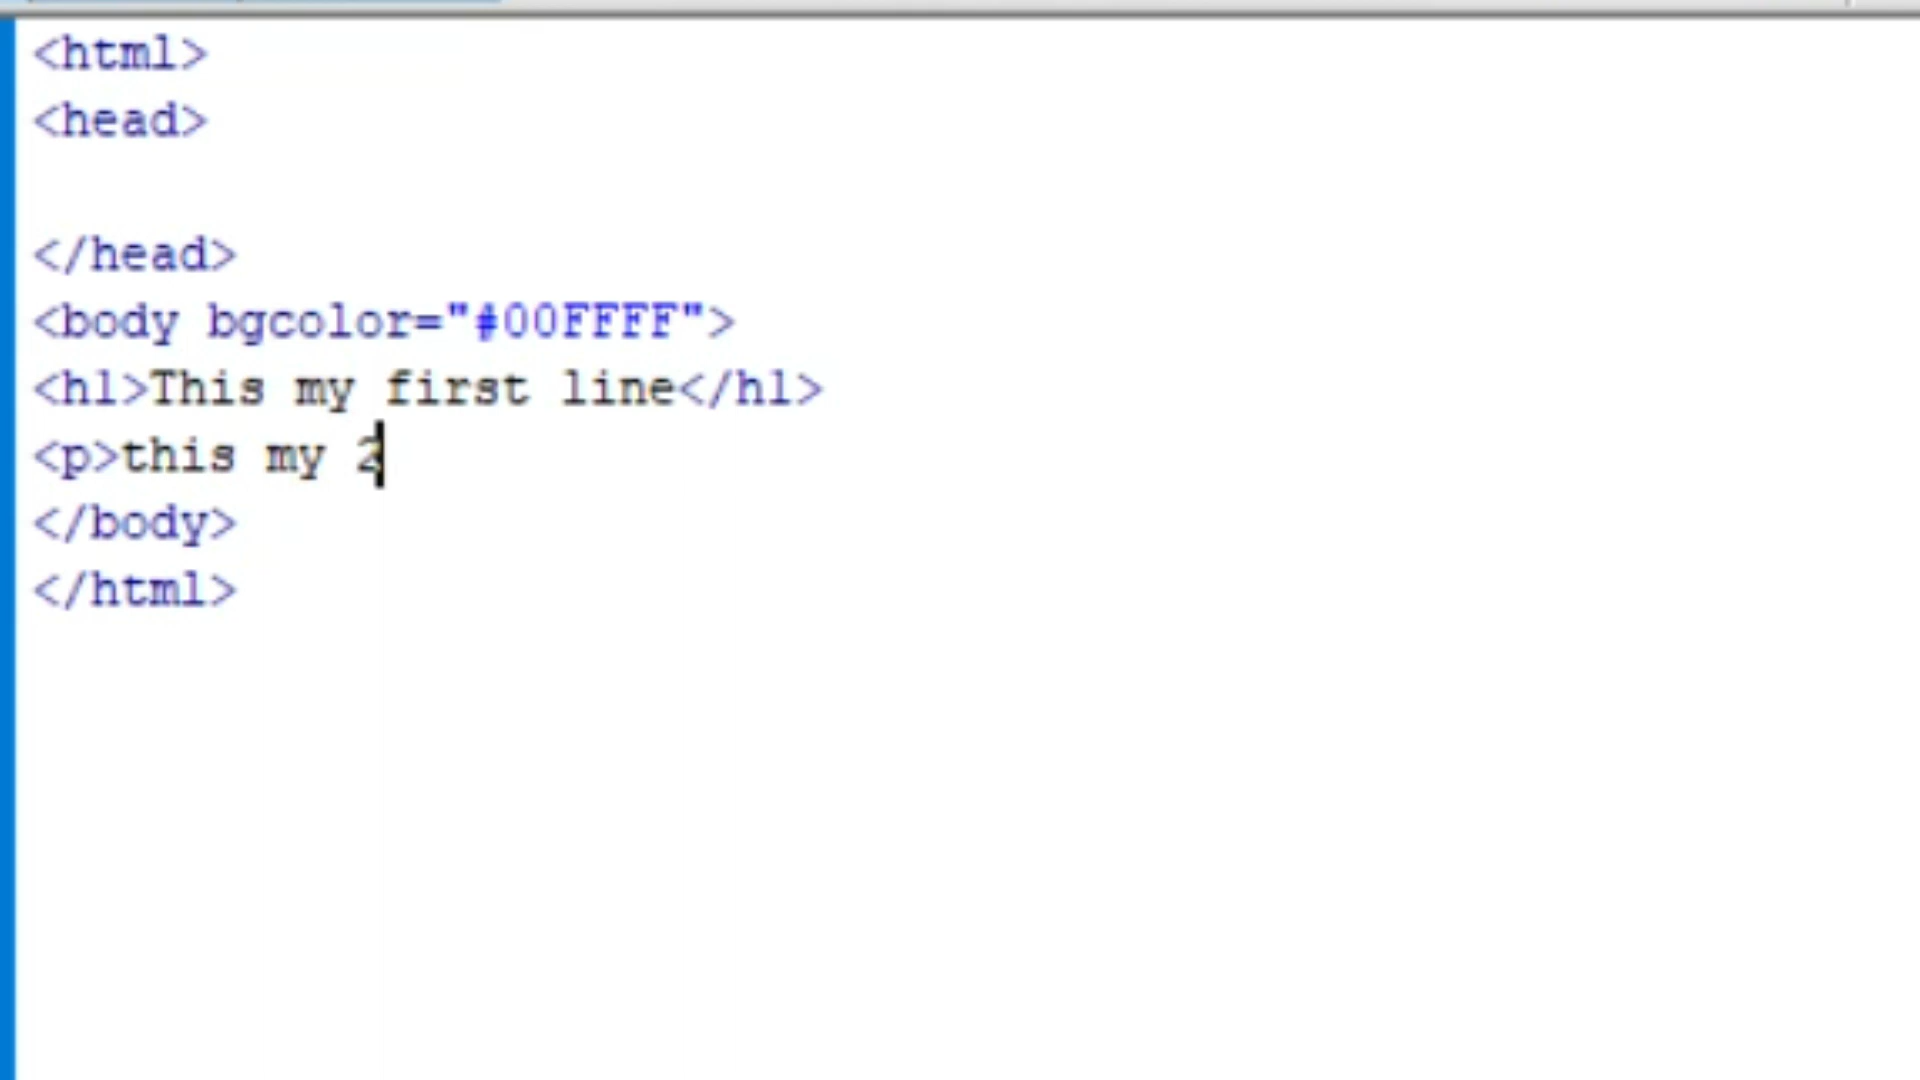 <html>
<head>
</head>
<body bgcolor="#00FFFF">
<h1>This my first line</h1>
<p>this my 2
</body>
</html>